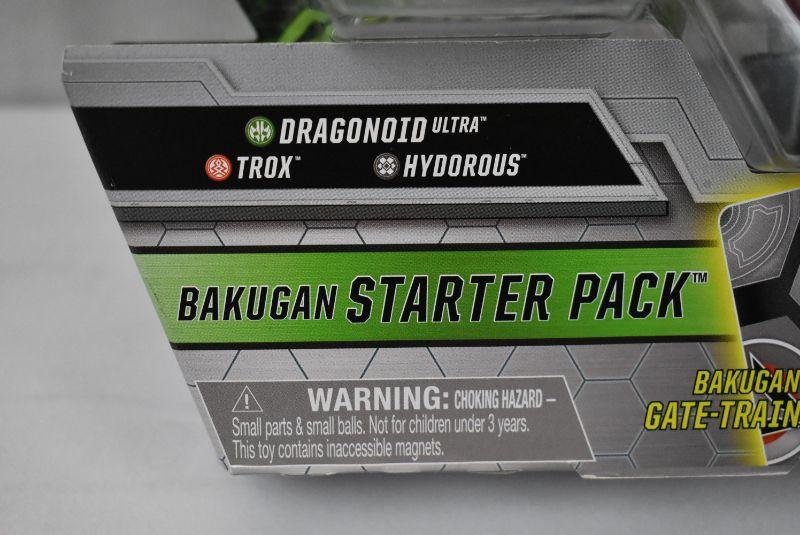 DRAGONOID ULTRA™
TROX™ HYDOROUS™
BAKUGAN STARTER PACK™
WARNING: CHOKING HAZARD –
Small parts & small balls. Not for children under 3 years.
This toy contains inaccessible magnets.
BAKUGAN
GATE-TRAIN